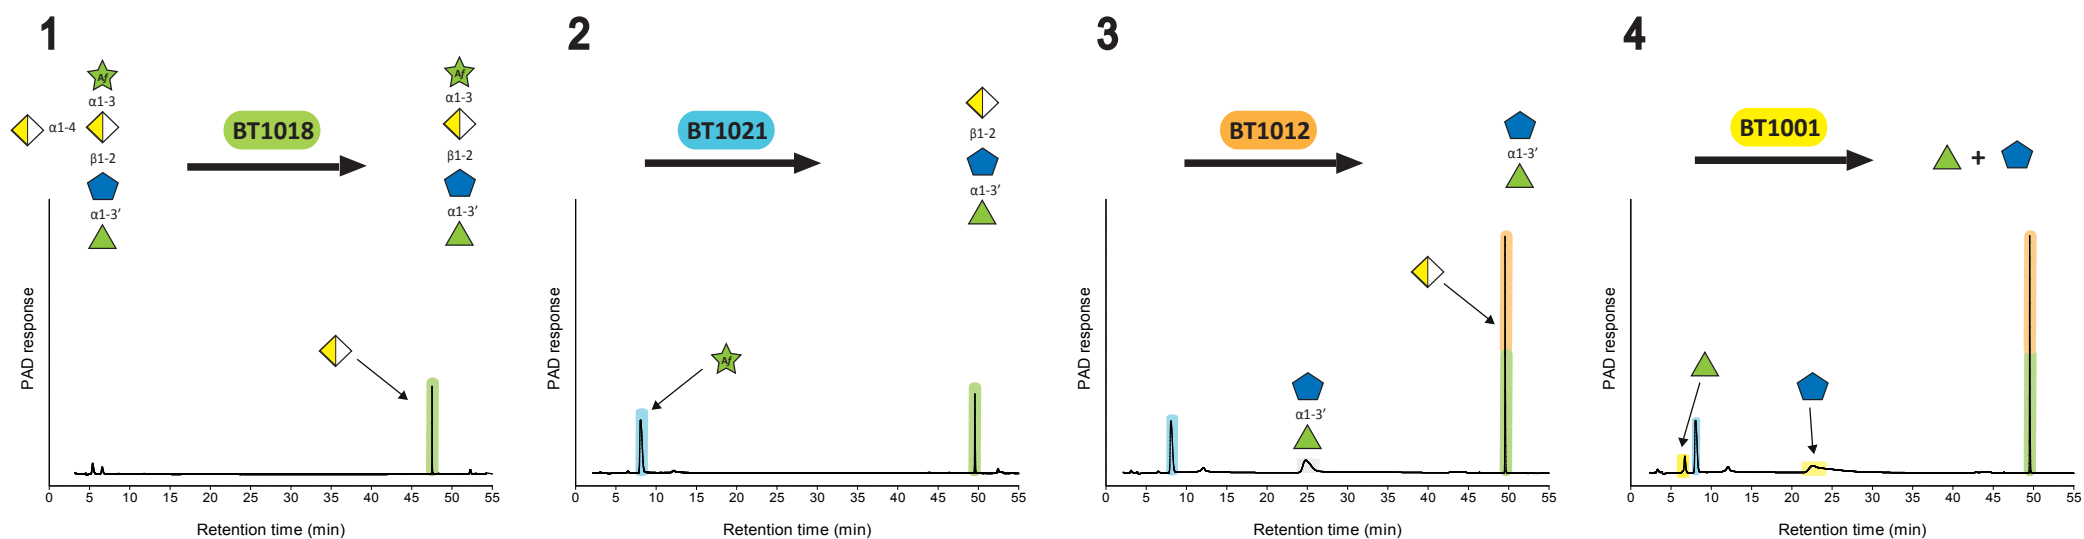 1
Af
α1-3
α1-4
β1-2
α1-3’
BT1018
Af
α1-3
β1-2
α1-3’
PAD response
0 5 10 15 20 25 30 35 40 45 50 55
Retention time (min)
2
BT1021
β1-2
α1-3’
Af
PAD response
0 5 10 15 20 25 30 35 40 45 50 55
Retention time (min)
3
BT1012
α1-3’
α1-3’
PAD response
0 5 10 15 20 25 30 35 40 45 50 55
Retention time (min)
4
BT1001
+
PAD response
0 5 10 15 20 25 30 35 40 45 50 55
Retention time (min)